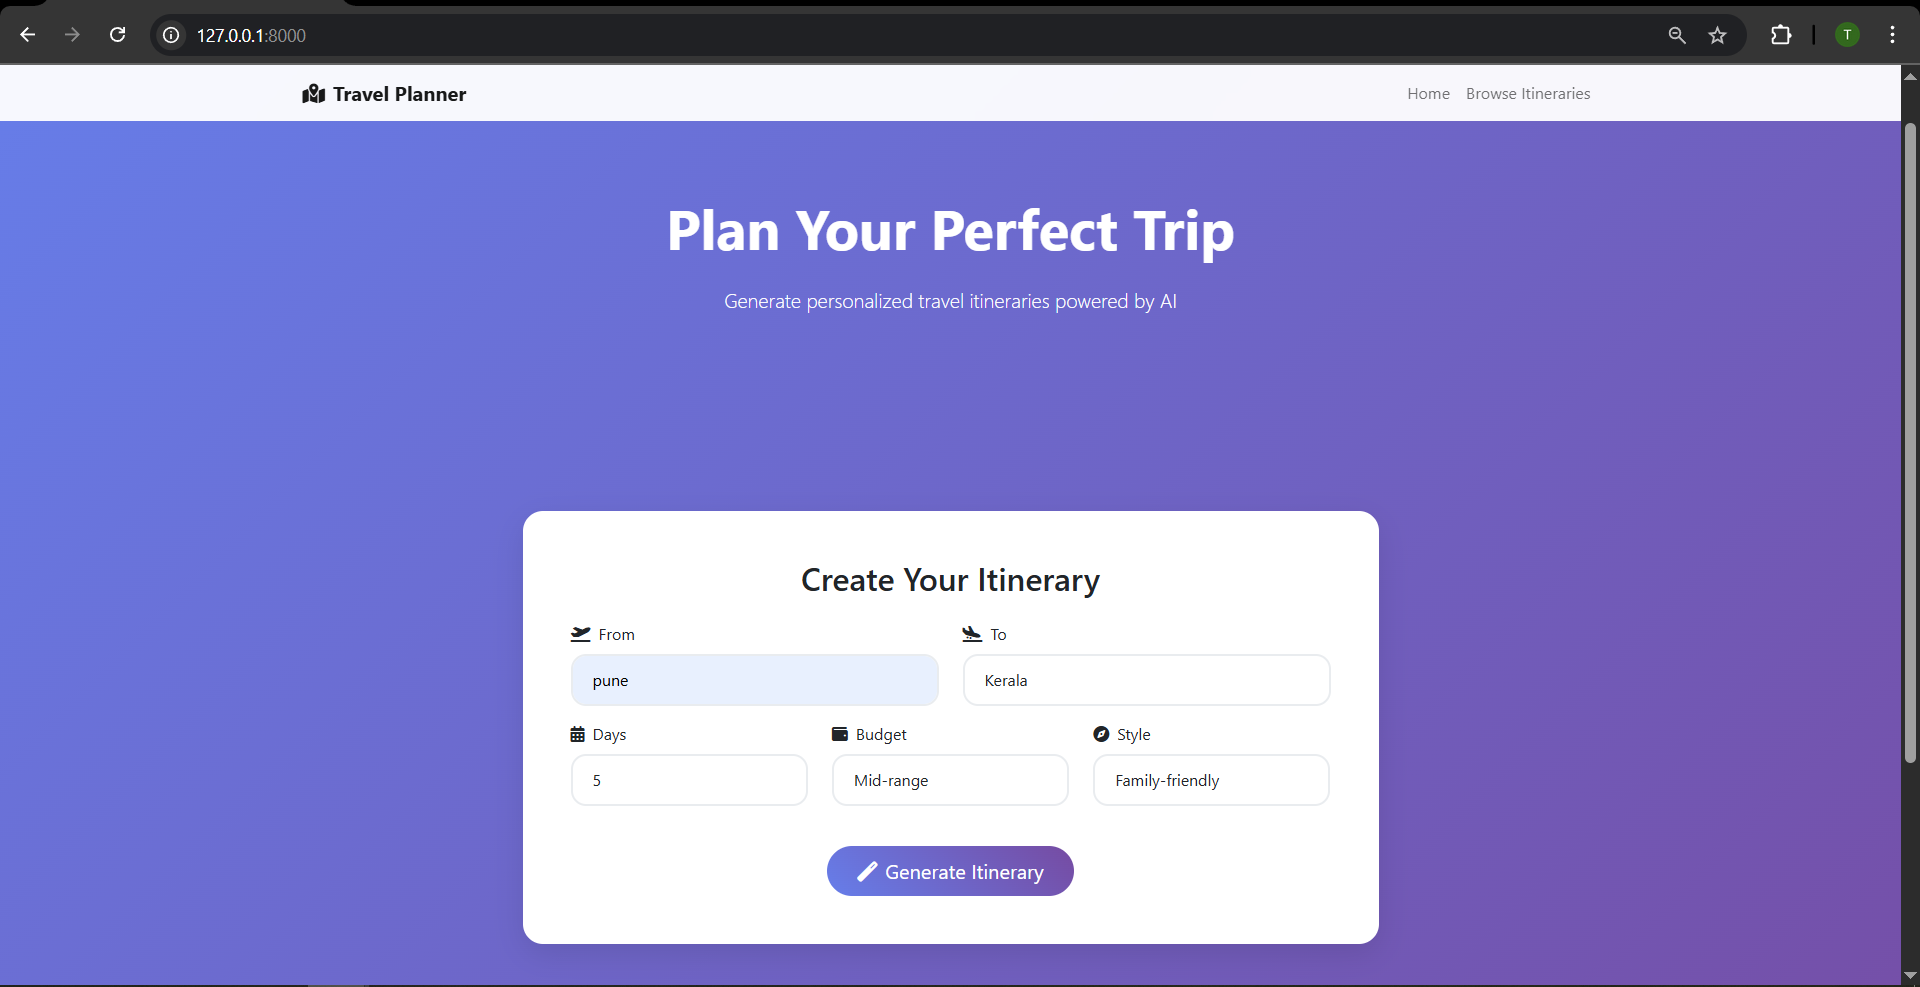 127.0.0.1:8000
T
Travel Planner
Home Browse Itineraries
Plan Your Perfect Trip
Generate personalized travel itineraries powered by AI
Create Your Itinerary
From To
pune Kerala
Days Budget Style
5 Mid-range Family-friendly
Generate Itinerary